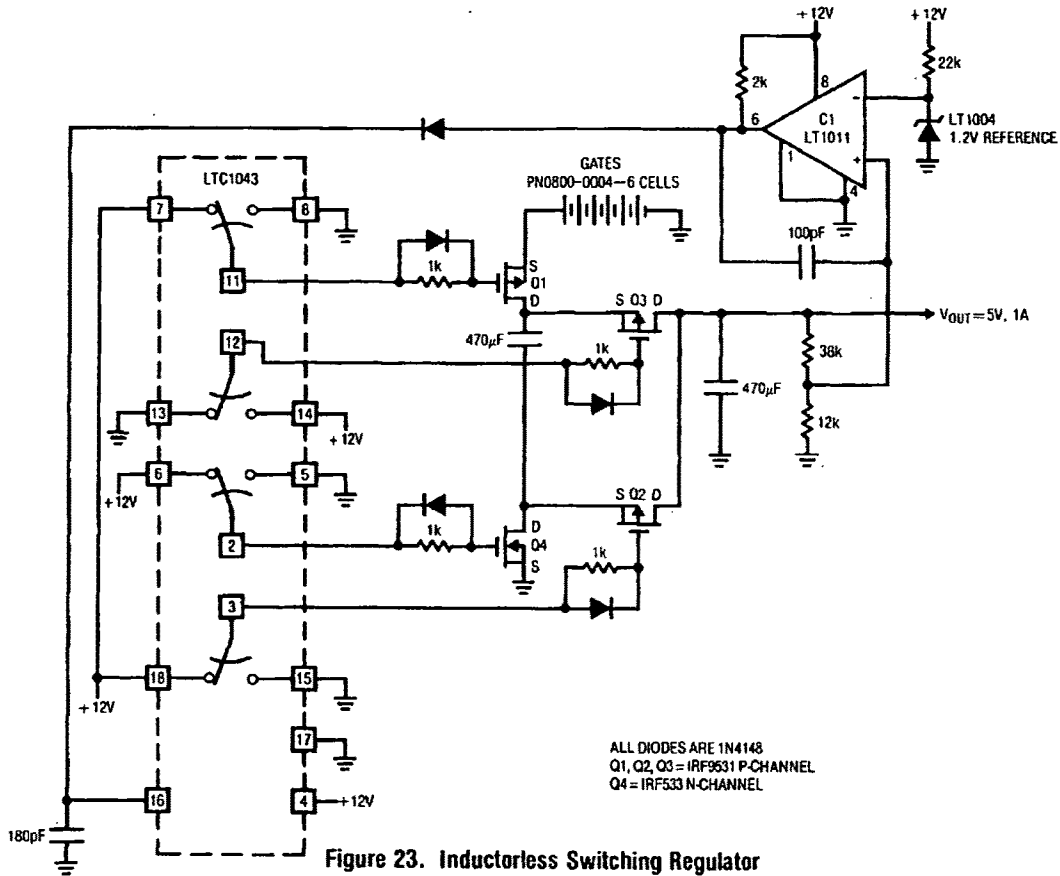 +12V
+12V
2k
8
22k
6
C1
LT1011
−
+
1
4
LT1004
1.2V REFERENCE
LTC1043
GATES
PN0800-0004—6 CELLS
7
8
11
1k
S
Q1
D
100pF
S Q3 D
VOUT=5V, 1A
12
470µF
1k
38k
470µF
13
14
+12V
12k
6
5
+12V
S Q2 D
2
1k
D
Q4
S
1k
3
18
15
+12V
17
ALL DIODES ARE 1N4148
Q1, Q2, Q3 = IRF9531 P-CHANNEL
Q4 = IRF533 N-CHANNEL
16
4
+12V
180pF
Figure 23. Inductorless Switching Regulator